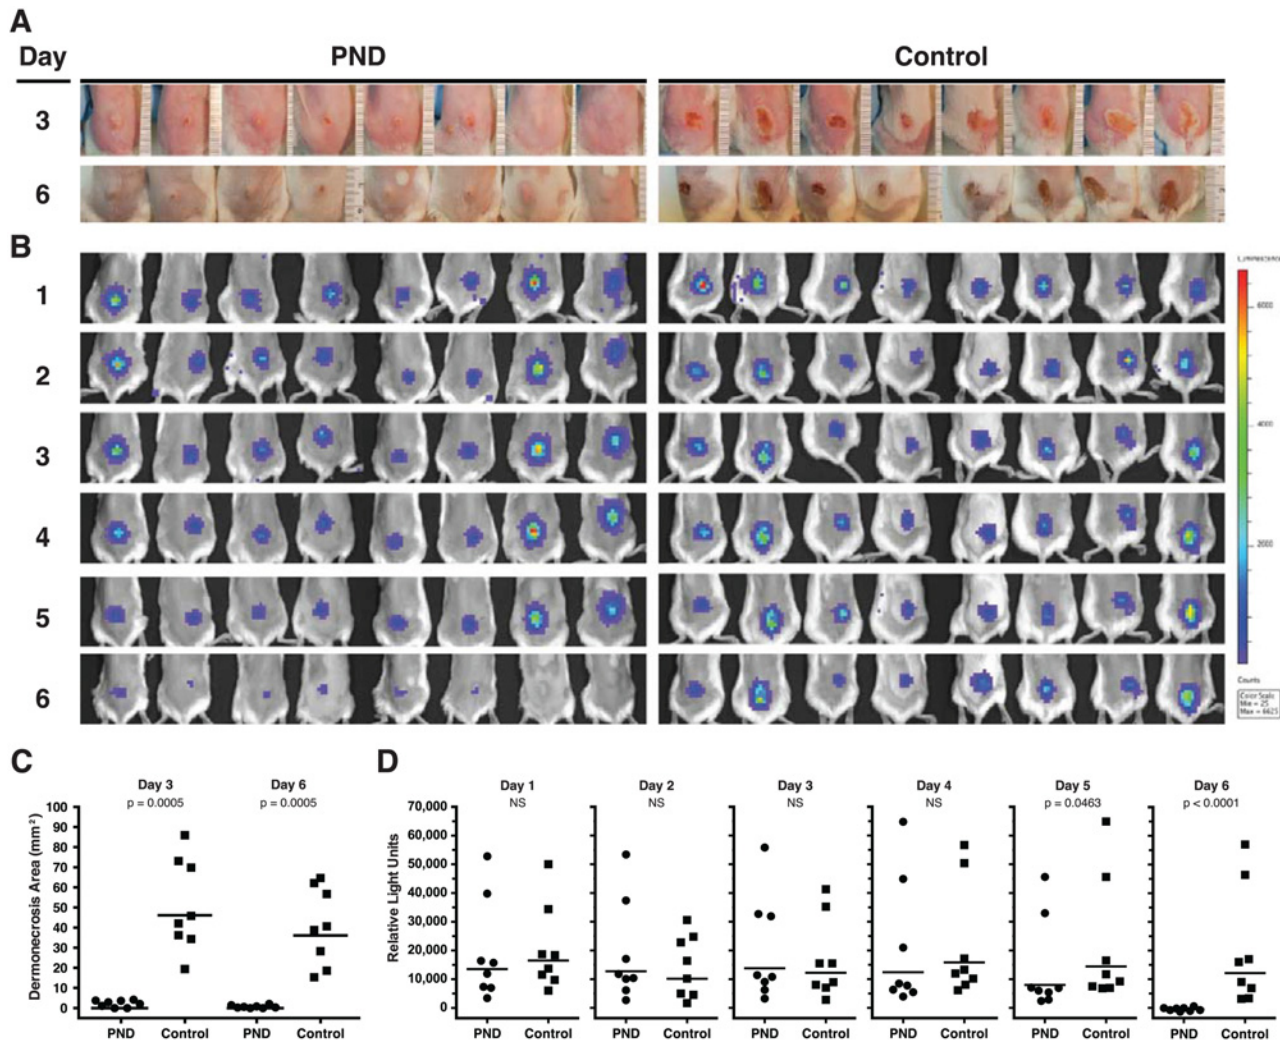 A
Day PND Control
3
6
B
1
2
3
4
5
6
Luminescence
6000
4000
2000
Counts
Color Scale
Min = 25
Max = 6625
C
Day 3 Day 6
p = 0.0005 p = 0.0005
Dermonecrosis Area (mm²)
100
90
80
70
60
50
40
30
20
10
0
PND Control PND Control
D
Day 1 Day 2 Day 3 Day 4 Day 5 Day 6
NS NS NS NS p = 0.0463 p < 0.0001
Relative Light Units
70,000
60,000
50,000
40,000
30,000
20,000
10,000
0
PND Control PND Control PND Control PND Control PND Control PND Control